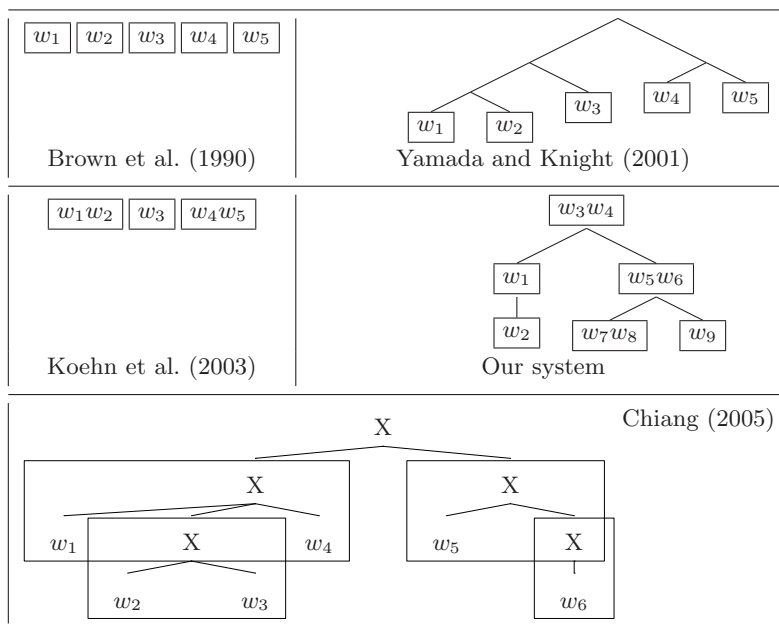 w1 w2 w3 w4 w5
Brown et al. (1990)
w3 w4 w5
w1 w2
Yamada and Knight (2001)
w1w2 w3 w4w5
Koehn et al. (2003)
w3w4
w1 w5w6
w2 w7w8 w9
Our system
Chiang (2005)
X
X X
w1 X w4 w5 X
w2 w3 w6